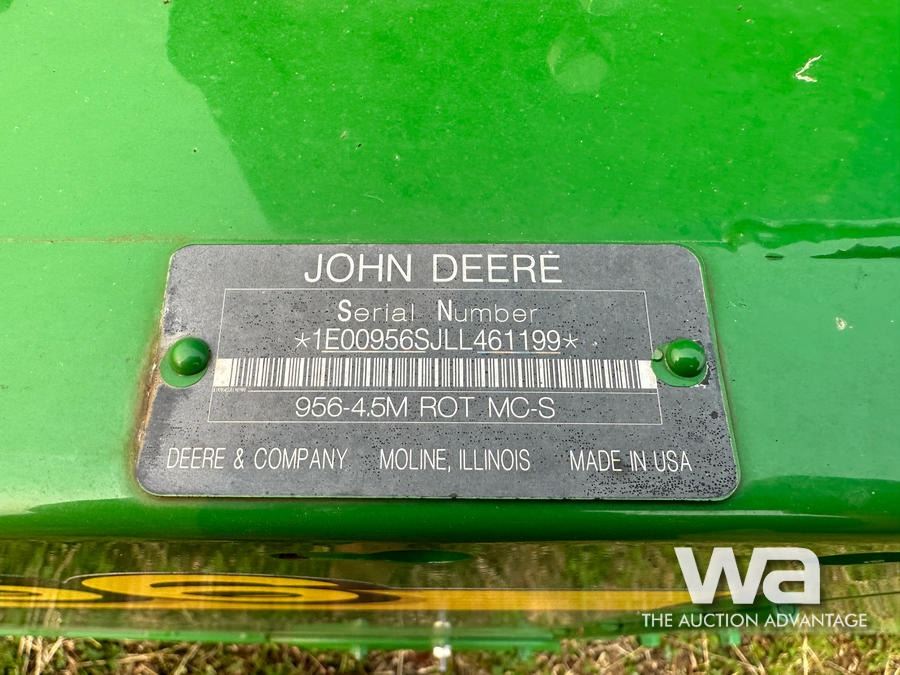 JOHN DEERE
Serial Number
*1E00956SJLL461199*
956-4.5M ROT MC-S
DEERE & COMPANY MOLINE, ILLINOIS MADE IN USA
wa
THE AUCTION ADVANTAGE